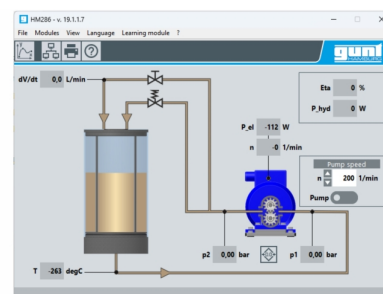 HM286 - v. 19.1.1.7
File Modules View Language Learning module ?
gunt
HAMBURG
dV/dt 0,0 L/min
Eta 0 %
P_hyd 0 W
P_el -112 W
n -0 1/min
Pump speed
n 200 1/min
Pump
p2 0,00 bar
p1 0,00 bar
T -263 degC